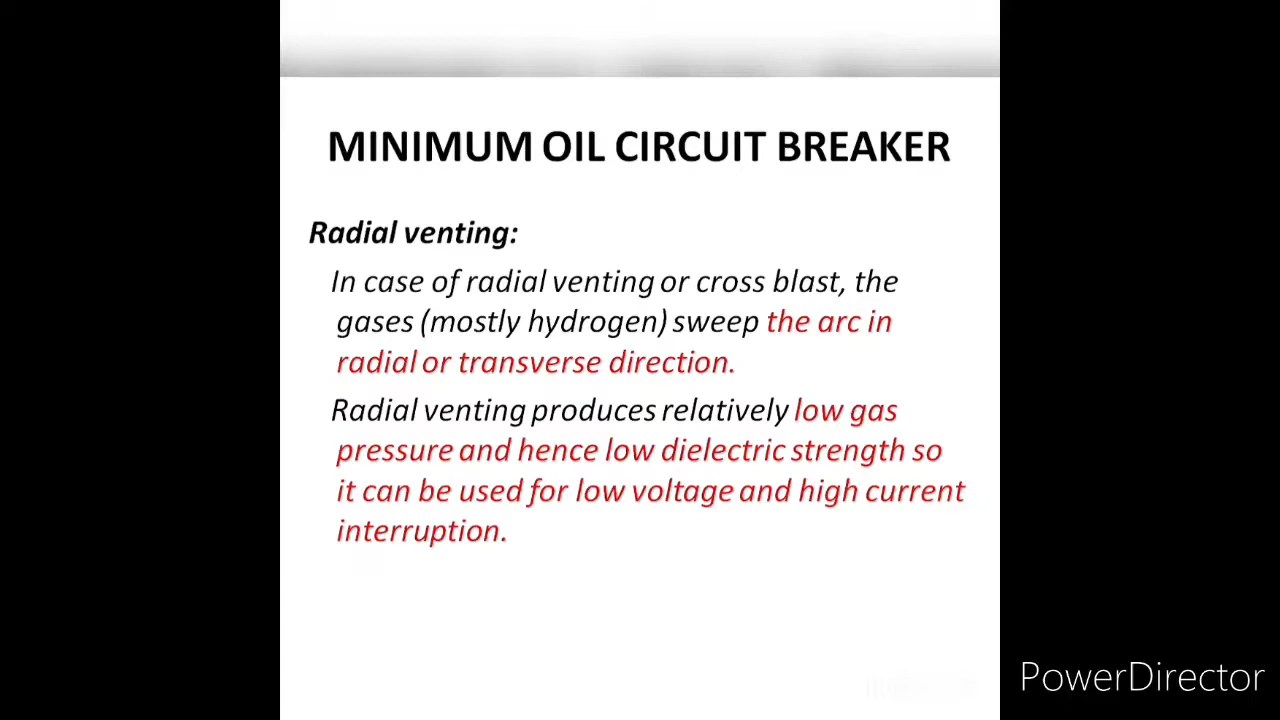 MINIMUM OIL CIRCUIT BREAKER
Radial venting:
In case of radial venting or cross blast, the
gases (mostly hydrogen) sweep the arc in
radial or transverse direction.
Radial venting produces relatively low gas
pressure and hence low dielectric strength so
it can be used for low voltage and high current
interruption.
PowerDirector